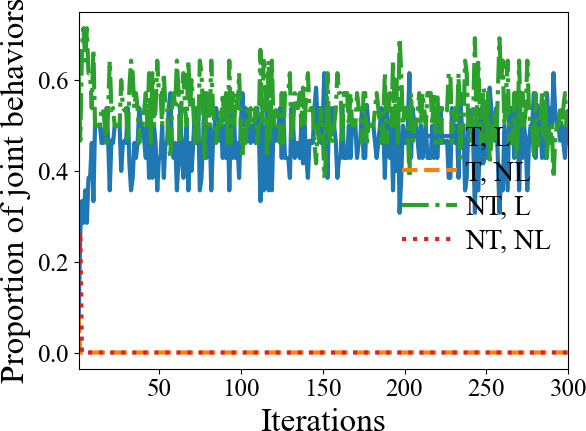 Proportion of joint behaviors
0.6
0.4
0.2
0.0
T, L
T, NL
NT, L
NT, NL
50
100
150
200
250
300
Iterations